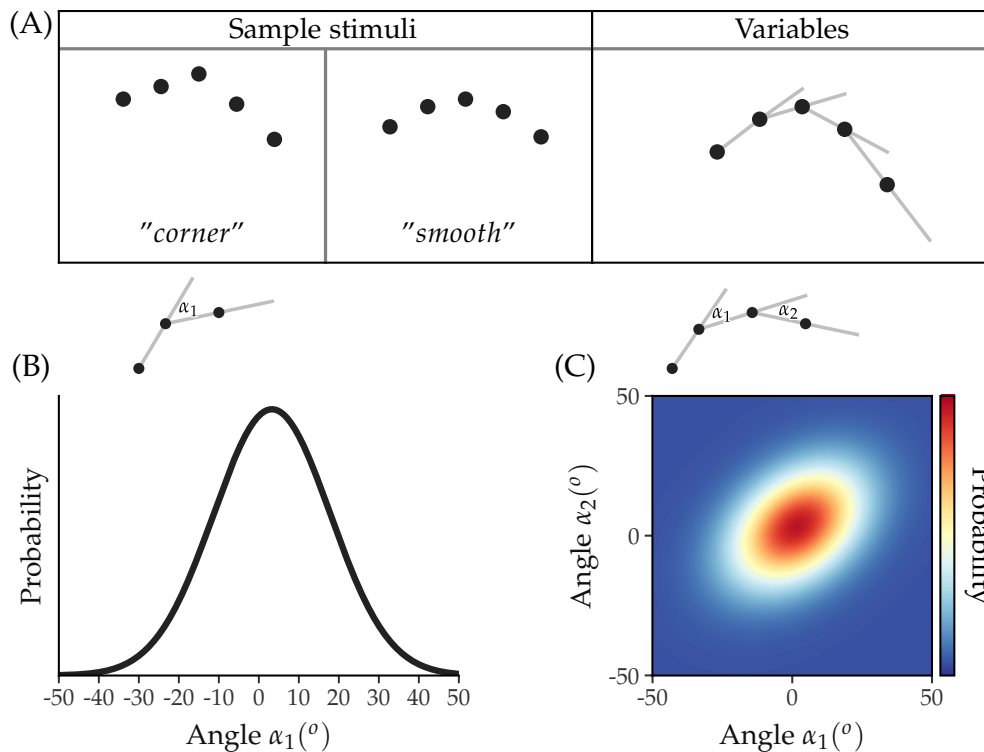 (A)
Sample stimuli
Variables
"corner"
"smooth"
α1
α1
α2
(B)
(C)
Probability
-50 -40 -30 -20 -10 0 10 20 30 40 50
Angle α1(o)
Angle α2(o)
50
0
-50
-50 0 50
Angle α1(o)
Probability